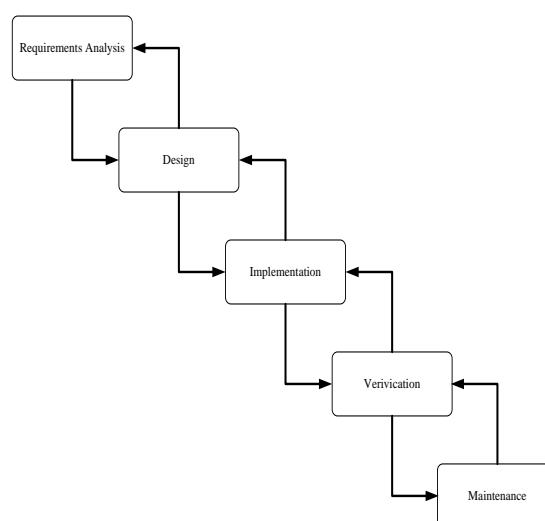 Requirements Analysis
Design
Implementation
Verivication
Maintenance